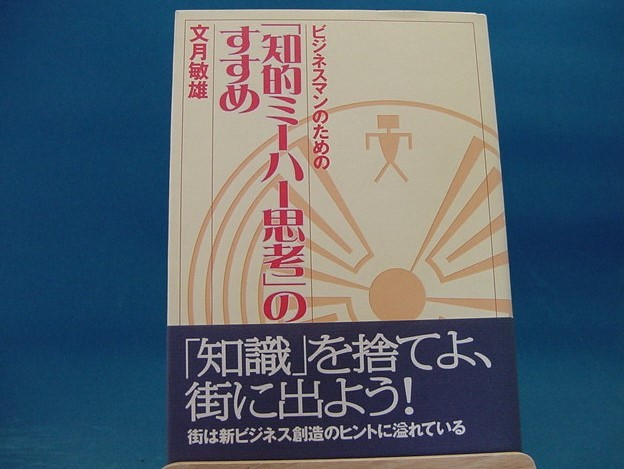 ビジネスマンのための
「知的ミーハー思考」の
すすめ
文月敏雄
「知識」を捨てよ、
街に出よう!
街は新ビジネス創造のヒントに溢れている